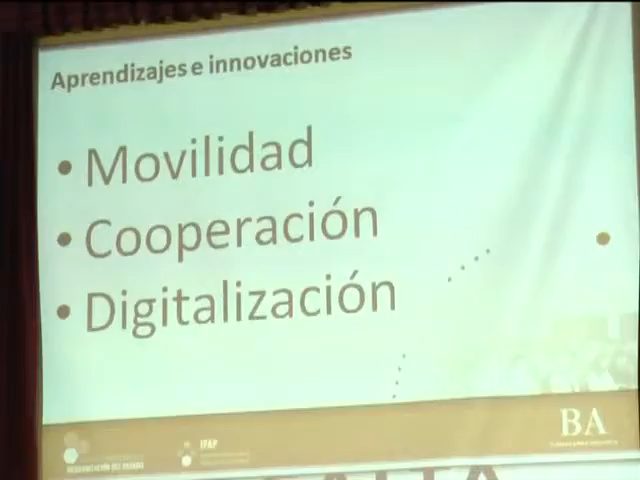 Aprendizajes e innovaciones
• Movilidad
• Cooperación
• Digitalización
IPAP
BA